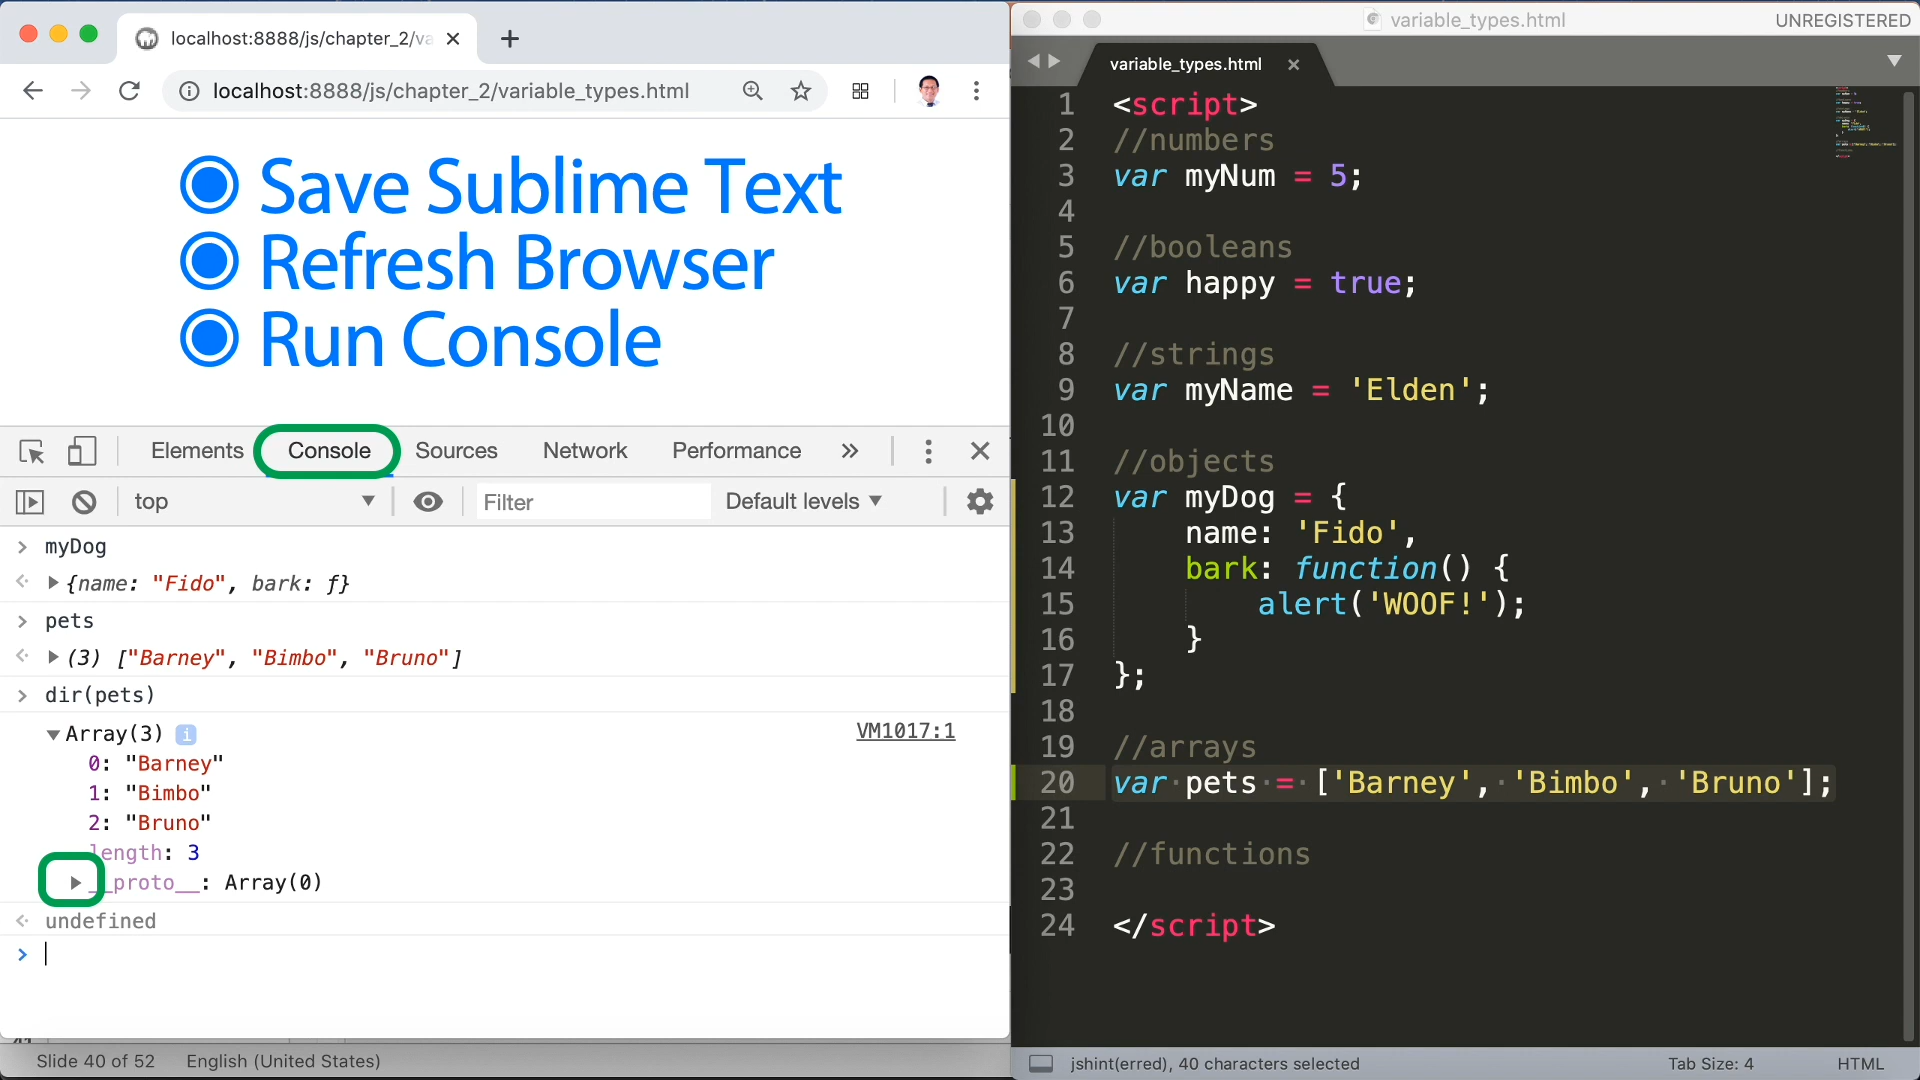 localhost:8888/js/chapter_2/va
localhost:8888/js/chapter_2/variable_types.html
Save Sublime Text
Refresh Browser
Run Console
Elements Console Sources Network Performance »
top Filter Default levels
> myDog
{name: "Fido", bark: ƒ}
> pets
(3) ["Barney", "Bimbo", "Bruno"]
> dir(pets)
Array(3) i VM1017:1
0: "Barney"
1: "Bimbo"
2: "Bruno"
length: 3
__proto__: Array(0)
undefined
>
Slide 40 of 52 English (United States)
variable_types.html UNREGISTERED
variable_types.html
1 <script>
2 //numbers
3 var myNum = 5;
4
5 //booleans
6 var happy = true;
7
8 //strings
9 var myName = 'Elden';
10
11 //objects
12 var myDog = {
13 name: 'Fido',
14 bark: function() {
15 alert('WOOF!');
16 }
17 };
18
19 //arrays
20 var pets = ['Barney', 'Bimbo', 'Bruno'];
21
22 //functions
23
24 </script>
jshint(erred), 40 characters selected Tab Size: 4 HTML